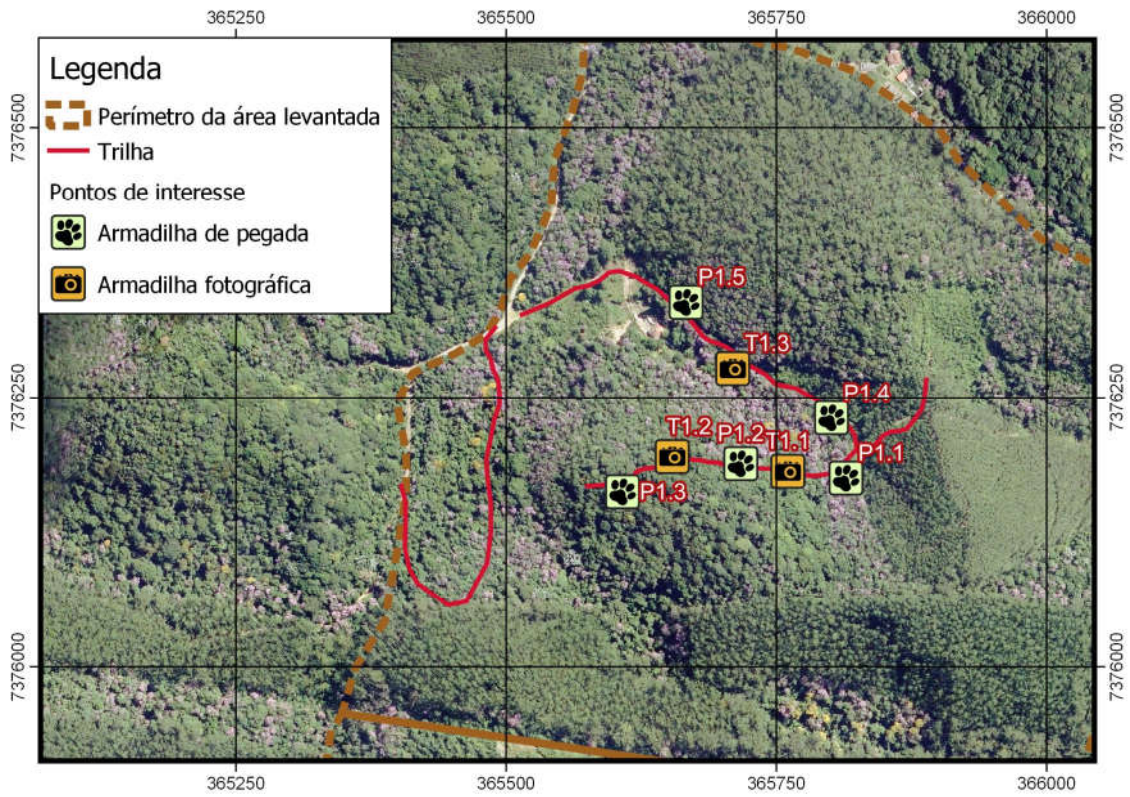 365250 365500 365750 366000
Legenda
Perímetro da área levantada
Trilha
Pontos de interesse
Armadilha de pegada
Armadilha fotográfica
7376500 7376500
P1.5
T1.3
7376250 7376250
P1.4
T1.2 P1.2 T1.1 P1.1
P1.3
7376000 7376000
365250 365500 365750 366000